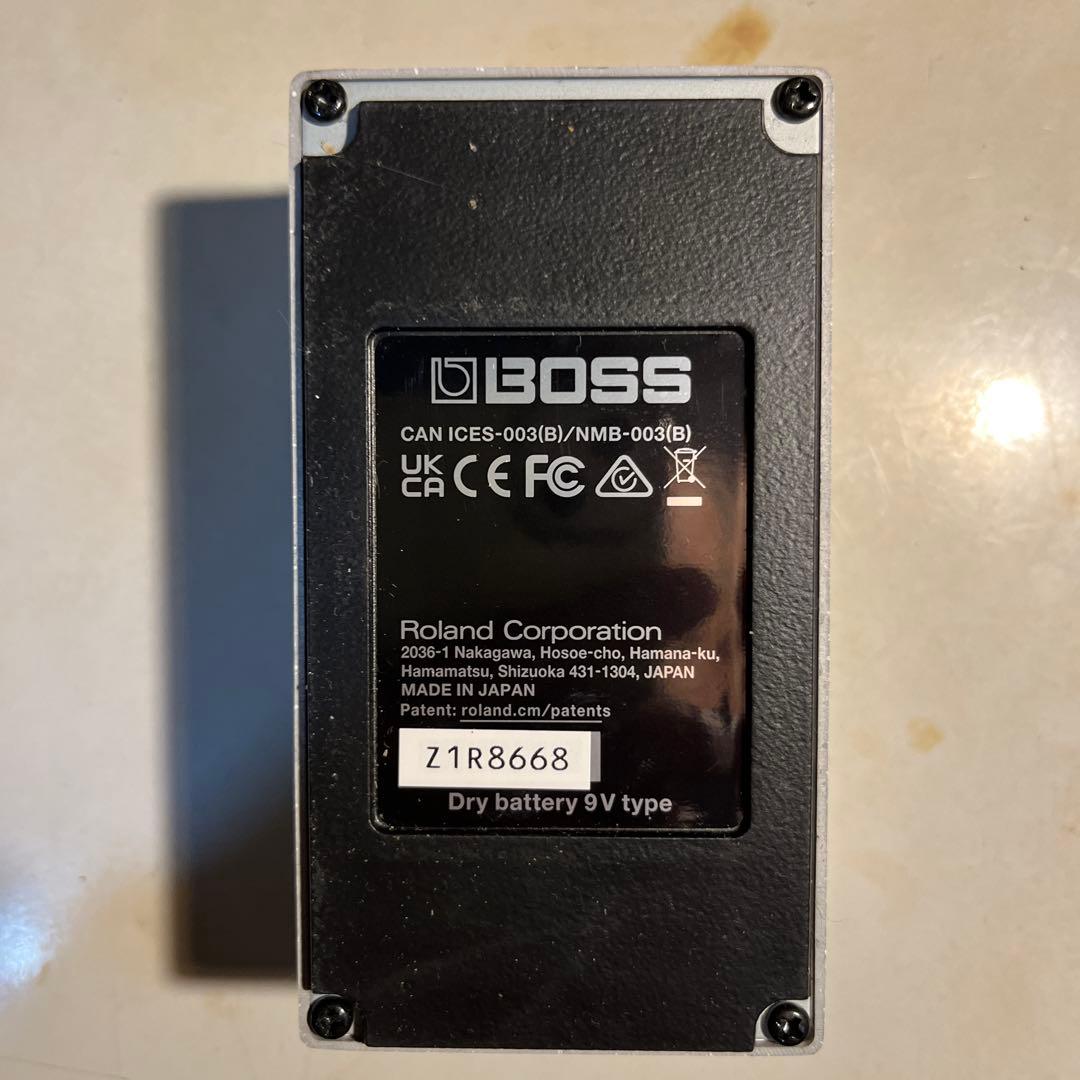 BOSS
CAN ICES-003(B)/NMB-003(B)
UK CA CE FC
Roland Corporation
2036-1 Nakagawa, Hosoe-cho, Hamana-ku,
Hamamatsu, Shizuoka 431-1304, JAPAN
MADE IN JAPAN
Patent: roland.cm/patents
Z1R8668
Dry battery 9V type